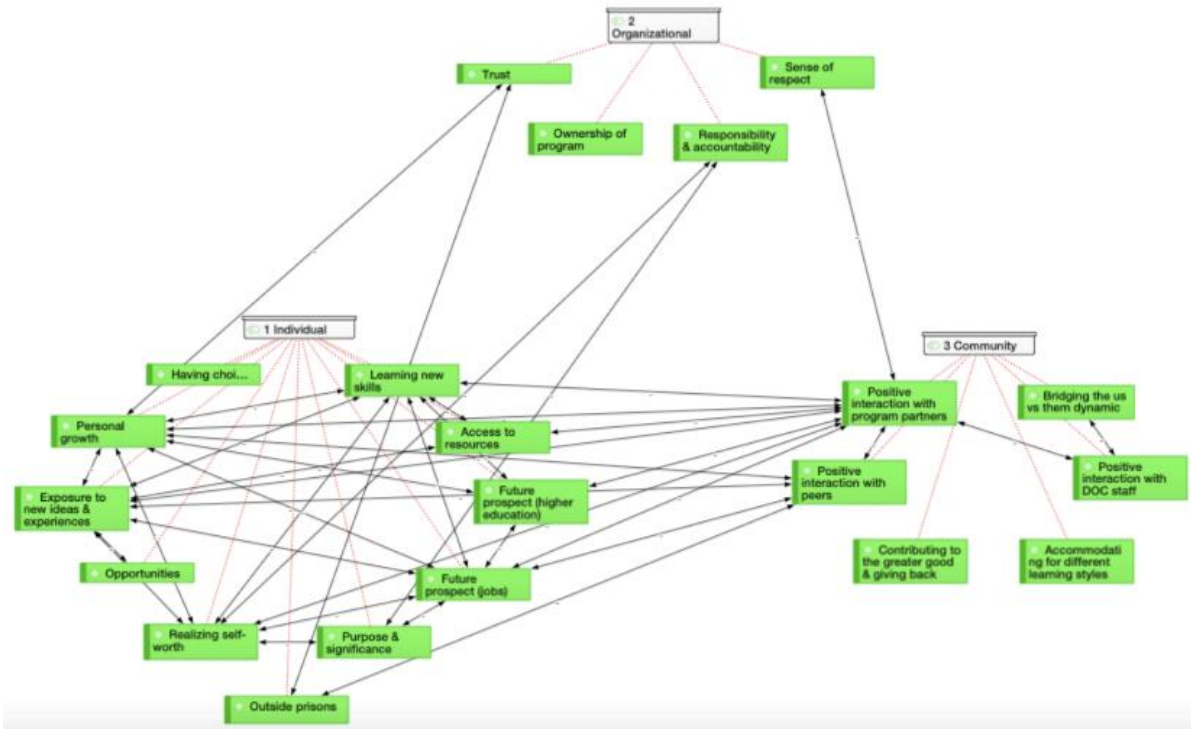 2
Organizational
Trust
Sense of
respect
Ownership of
program
Responsibility
& accountability
1 Individual
3 Community
Having choi...
Learning new
skills
Positive
interaction with
program partners
Bridging the us
vs them dynamic
Personal
growth
Access to
resources
Positive
interaction with
peers
Positive
interaction with
DOC staff
Exposure to
new ideas &
experiences
Future
prospect (higher
education)
Contributing to
the greater good
& giving back
Accommodati
ng for different
learning styles
Opportunities
Future
prospect (jobs)
Realizing self-
worth
Purpose &
significance
Outside prisons